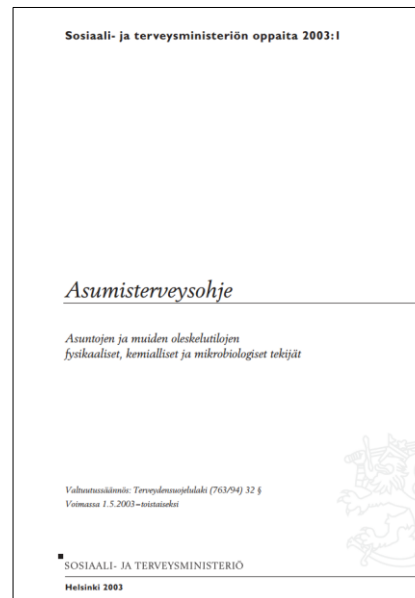 Sosiaali- ja terveysministeriön oppaita 2003:1
Asumisterveysohje
Asuntojen ja muiden oleskelutilojen
fysikaaliset, kemialliset ja mikrobiologiset tekijät
Valtuutussäännös: Terveydensuojelulaki (763/94) 32 §
Voimassa 1.5.2003–toistaiseksi
SOSIAALI- JA TERVEYSMINISTERIÖ
Helsinki 2003